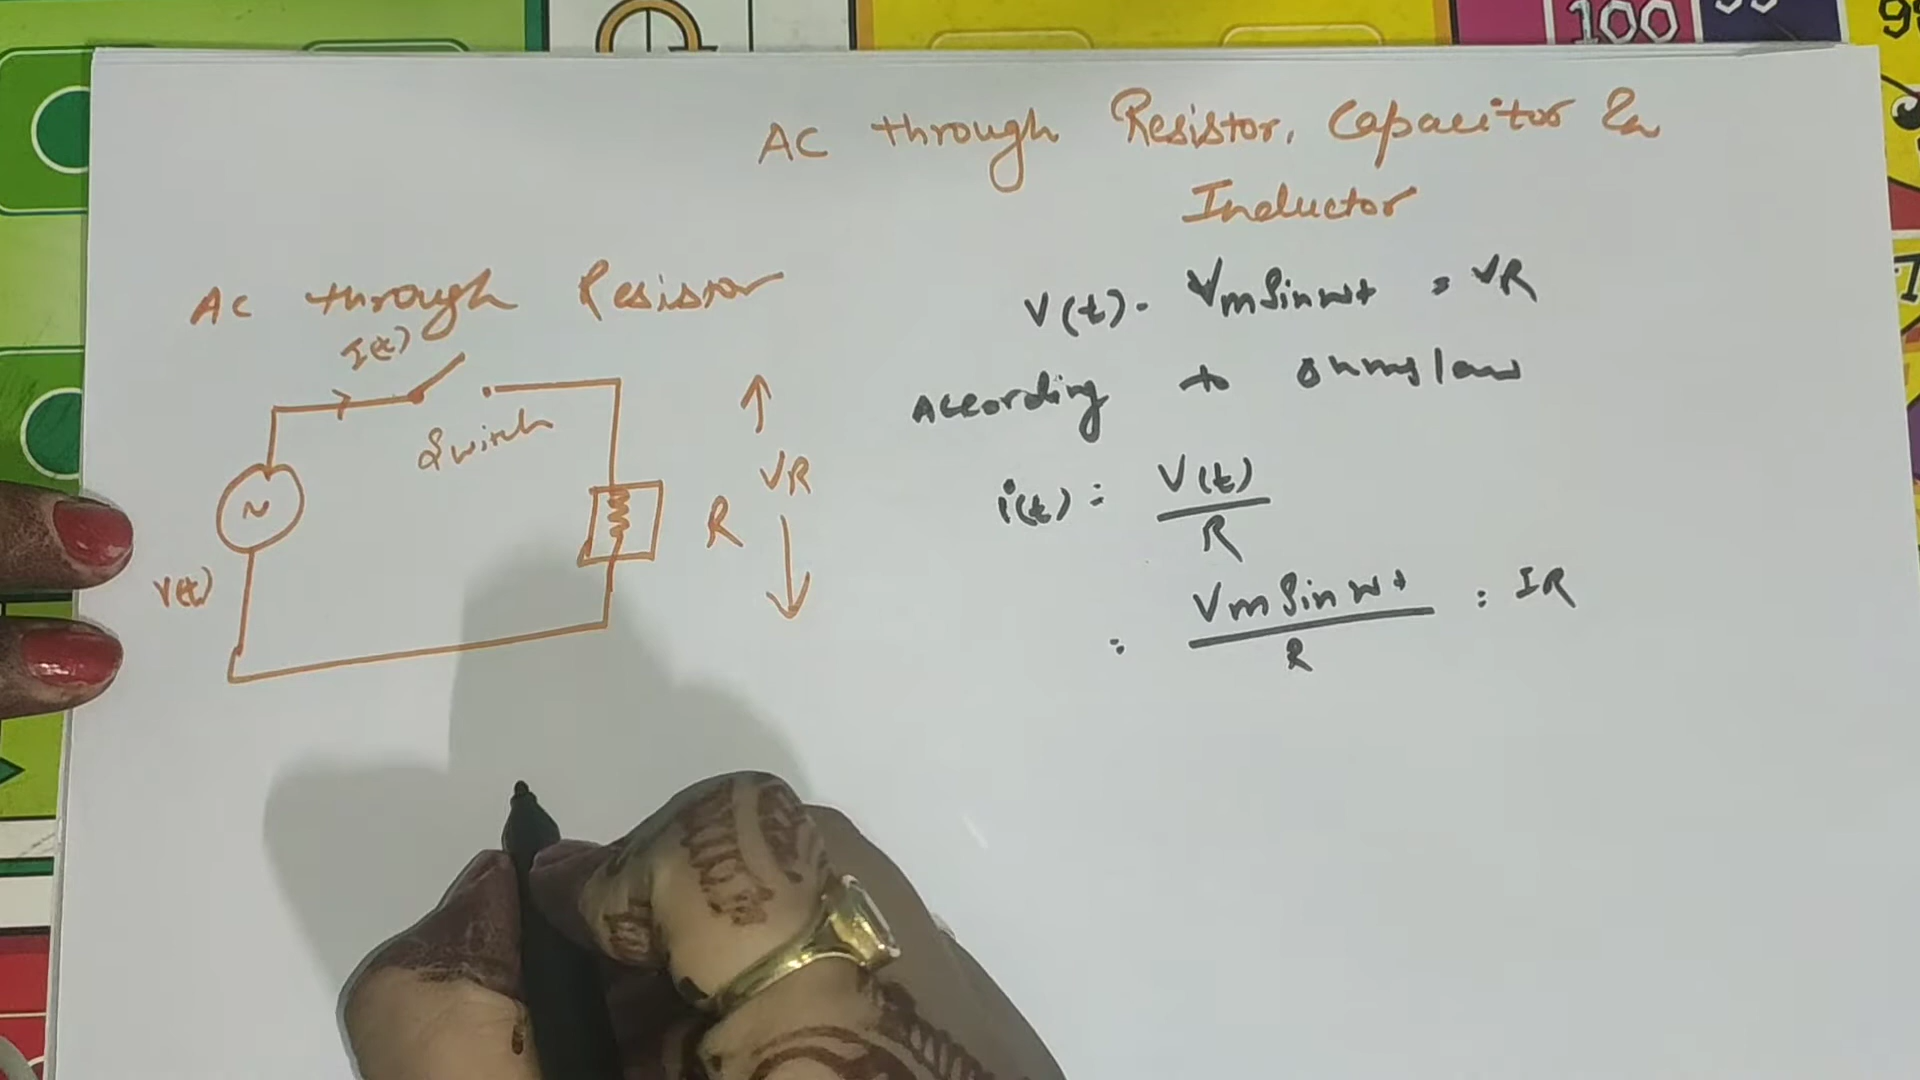 100
AC through Resistor, Capacitor &
Inductor
AC through Resistor
I(t)
Switch
V(t)
R
VR
V(t) = Vm Sin wt = VR
According to ohms law
i(t) = V(t)
R
= Vm Sin wt = IR
R